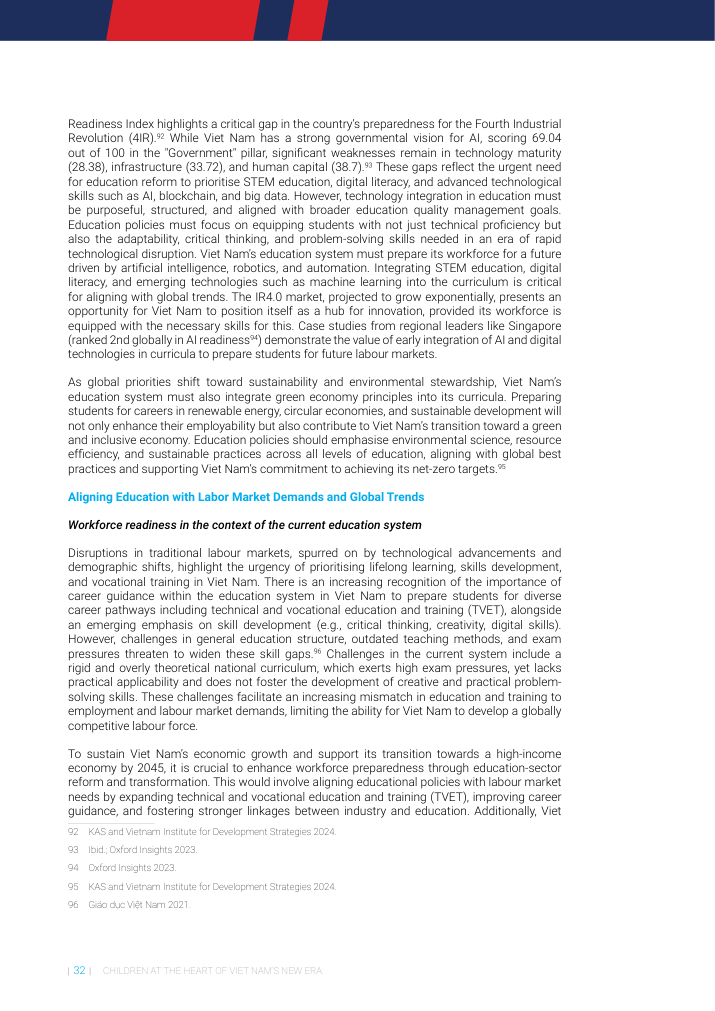 Readiness Index highlights a critical gap in the country's preparedness for the Fourth Industrial
Revolution (4IR).92 While Viet Nam has a strong governmental vision for AI, scoring 69.04
out of 100 in the "Government" pillar, significant weaknesses remain in technology maturity
(28.38), infrastructure (33.72), and human capital (38.7).93 These gaps reflect the urgent need
for education reform to prioritise STEM education, digital literacy, and advanced technological
skills such as AI, blockchain, and big data. However, technology integration in education must
be purposeful, structured, and aligned with broader education quality management goals.
Education policies must focus on equipping students with not just technical proficiency but
also the adaptability, critical thinking, and problem-solving skills needed in an era of rapid
technological disruption. Viet Nam's education system must prepare its workforce for a future
driven by artificial intelligence, robotics, and automation. Integrating STEM education, digital
literacy, and emerging technologies such as machine learning into the curriculum is critical
for aligning with global trends. The IR4.0 market, projected to grow exponentially, presents an
opportunity for Viet Nam to position itself as a hub for innovation, provided its workforce is
equipped with the necessary skills for this. Case studies from regional leaders like Singapore
(ranked 2nd globally in AI readiness94) demonstrate the value of early integration of AI and digital
technologies in curricula to prepare students for future labour markets.
As global priorities shift toward sustainability and environmental stewardship, Viet Nam's
education system must also integrate green economy principles into its curricula. Preparing
students for careers in renewable energy, circular economies, and sustainable development will
not only enhance their employability but also contribute to Viet Nam's transition toward a green
and inclusive economy. Education policies should emphasise environmental science, resource
efficiency, and sustainable practices across all levels of education, aligning with global best
practices and supporting Viet Nam's commitment to achieving its net-zero targets.95
Aligning Education with Labor Market Demands and Global Trends
Workforce readiness in the context of the current education system
Disruptions in traditional labour markets, spurred on by technological advancements and
demographic shifts, highlight the urgency of prioritising lifelong learning, skills development,
and vocational training in Viet Nam. There is an increasing recognition of the importance of
career guidance within the education system in Viet Nam to prepare students for diverse
career pathways including technical and vocational education and training (TVET), alongside
an emerging emphasis on skill development (e.g., critical thinking, creativity, digital skills).
However, challenges in general education structure, outdated teaching methods, and exam
pressures threaten to widen these skill gaps.96 Challenges in the current system include a
rigid and overly theoretical national curriculum, which exerts high exam pressures, yet lacks
practical applicability and does not foster the development of creative and practical problem-
solving skills. These challenges facilitate an increasing mismatch in education and training to
employment and labour market demands, limiting the ability for Viet Nam to develop a globally
competitive labour force.
To sustain Viet Nam's economic growth and support its transition towards a high-income
economy by 2045, it is crucial to enhance workforce preparedness through education-sector
reform and transformation. This would involve aligning educational policies with labour market
needs by expanding technical and vocational education and training (TVET), improving career
guidance, and fostering stronger linkages between industry and education. Additionally, Viet
92 KAS and Vietnam Institute for Development Strategies 2024.
93 Ibid.; Oxford Insights 2023.
94 Oxford Insights 2023.
95 KAS and Vietnam Institute for Development Strategies 2024.
96 Giáo dục Việt Nam 2021.
| 32 | CHILDREN AT THE HEART OF VIET NAM'S NEW ERA